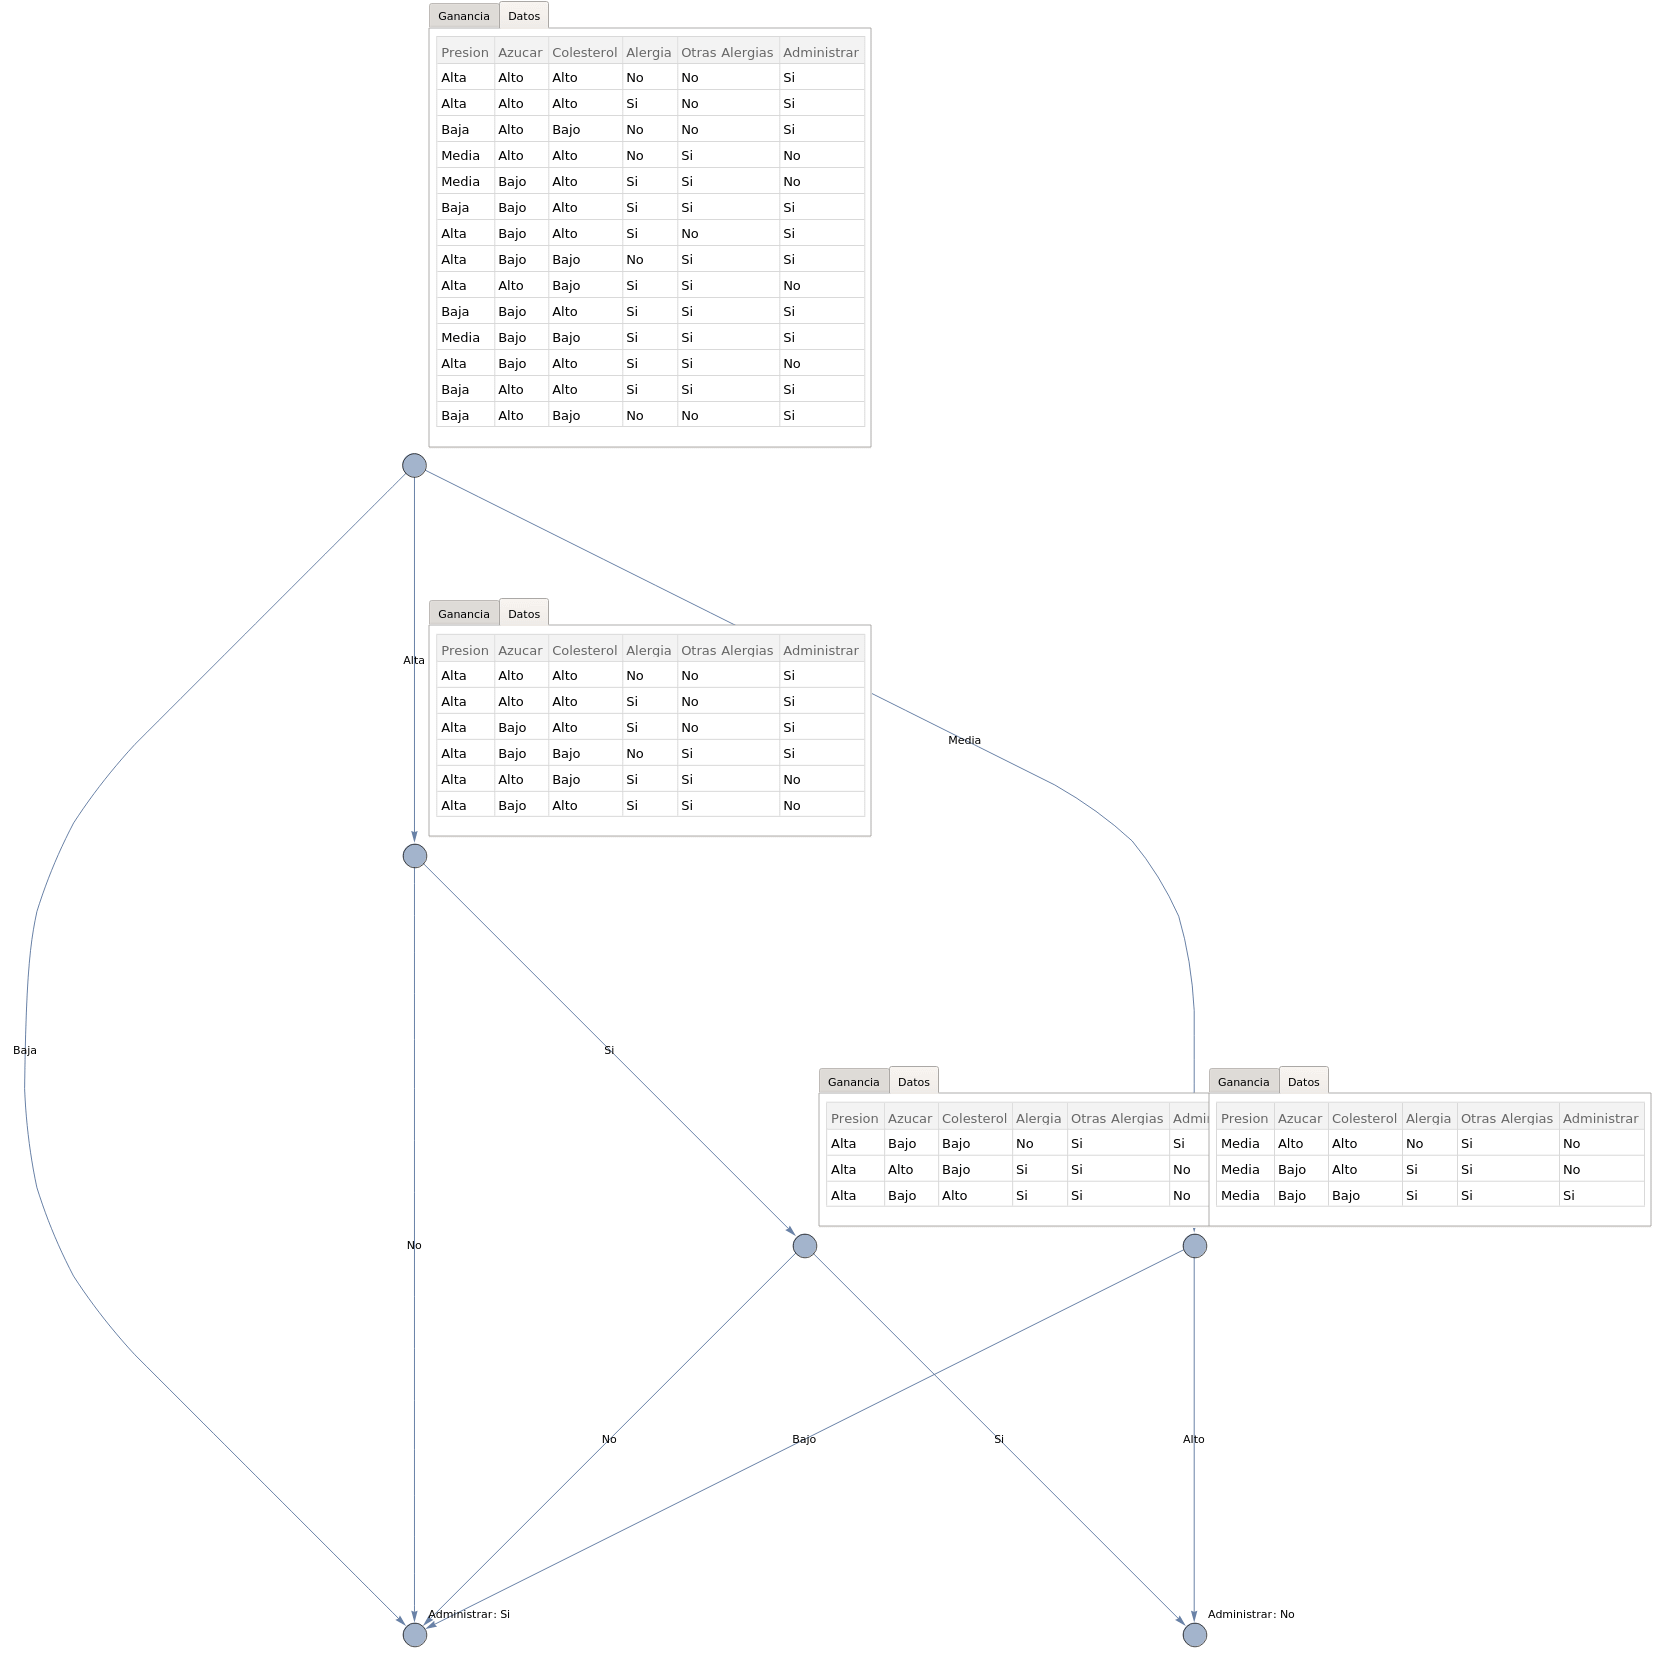 Ganancia Datos
Presion Azucar Colesterol Alergia Otras Alergias Administrar
Alta Alto Alto No No Si
Alta Alto Alto Si No Si
Baja Alto Bajo No No Si
Media Alto Alto No Si No
Media Bajo Alto Si Si No
Baja Bajo Alto Si Si Si
Alta Bajo Alto Si No Si
Alta Bajo Bajo No Si Si
Alta Alto Bajo Si Si No
Baja Bajo Alto Si Si Si
Media Bajo Bajo Si Si Si
Alta Bajo Alto Si Si No
Baja Alto Alto Si Si Si
Baja Alto Bajo No No Si
Ganancia Datos
Presion Azucar Colesterol Alergia Otras Alergias Administrar
Alta Alto Alto No No Si
Alta Alto Alto Si No Si
Alta Bajo Alto Si No Si
Alta Bajo Bajo No Si Si
Alta Alto Bajo Si Si No
Alta Bajo Alto Si Si No
Alta
Media
Baja
Si
Ganancia Datos
Presion Azucar Colesterol Alergia Otras Alergias Admi
Alta Bajo Bajo No Si Si
Alta Alto Bajo Si Si No
Alta Bajo Alto Si Si No
Ganancia Datos
Presion Azucar Colesterol Alergia Otras Alergias Administrar
Media Alto Alto No Si No
Media Bajo Alto Si Si No
Media Bajo Bajo Si Si Si
No
No
Bajo
Si
Alto
Administrar: Si
Administrar: No